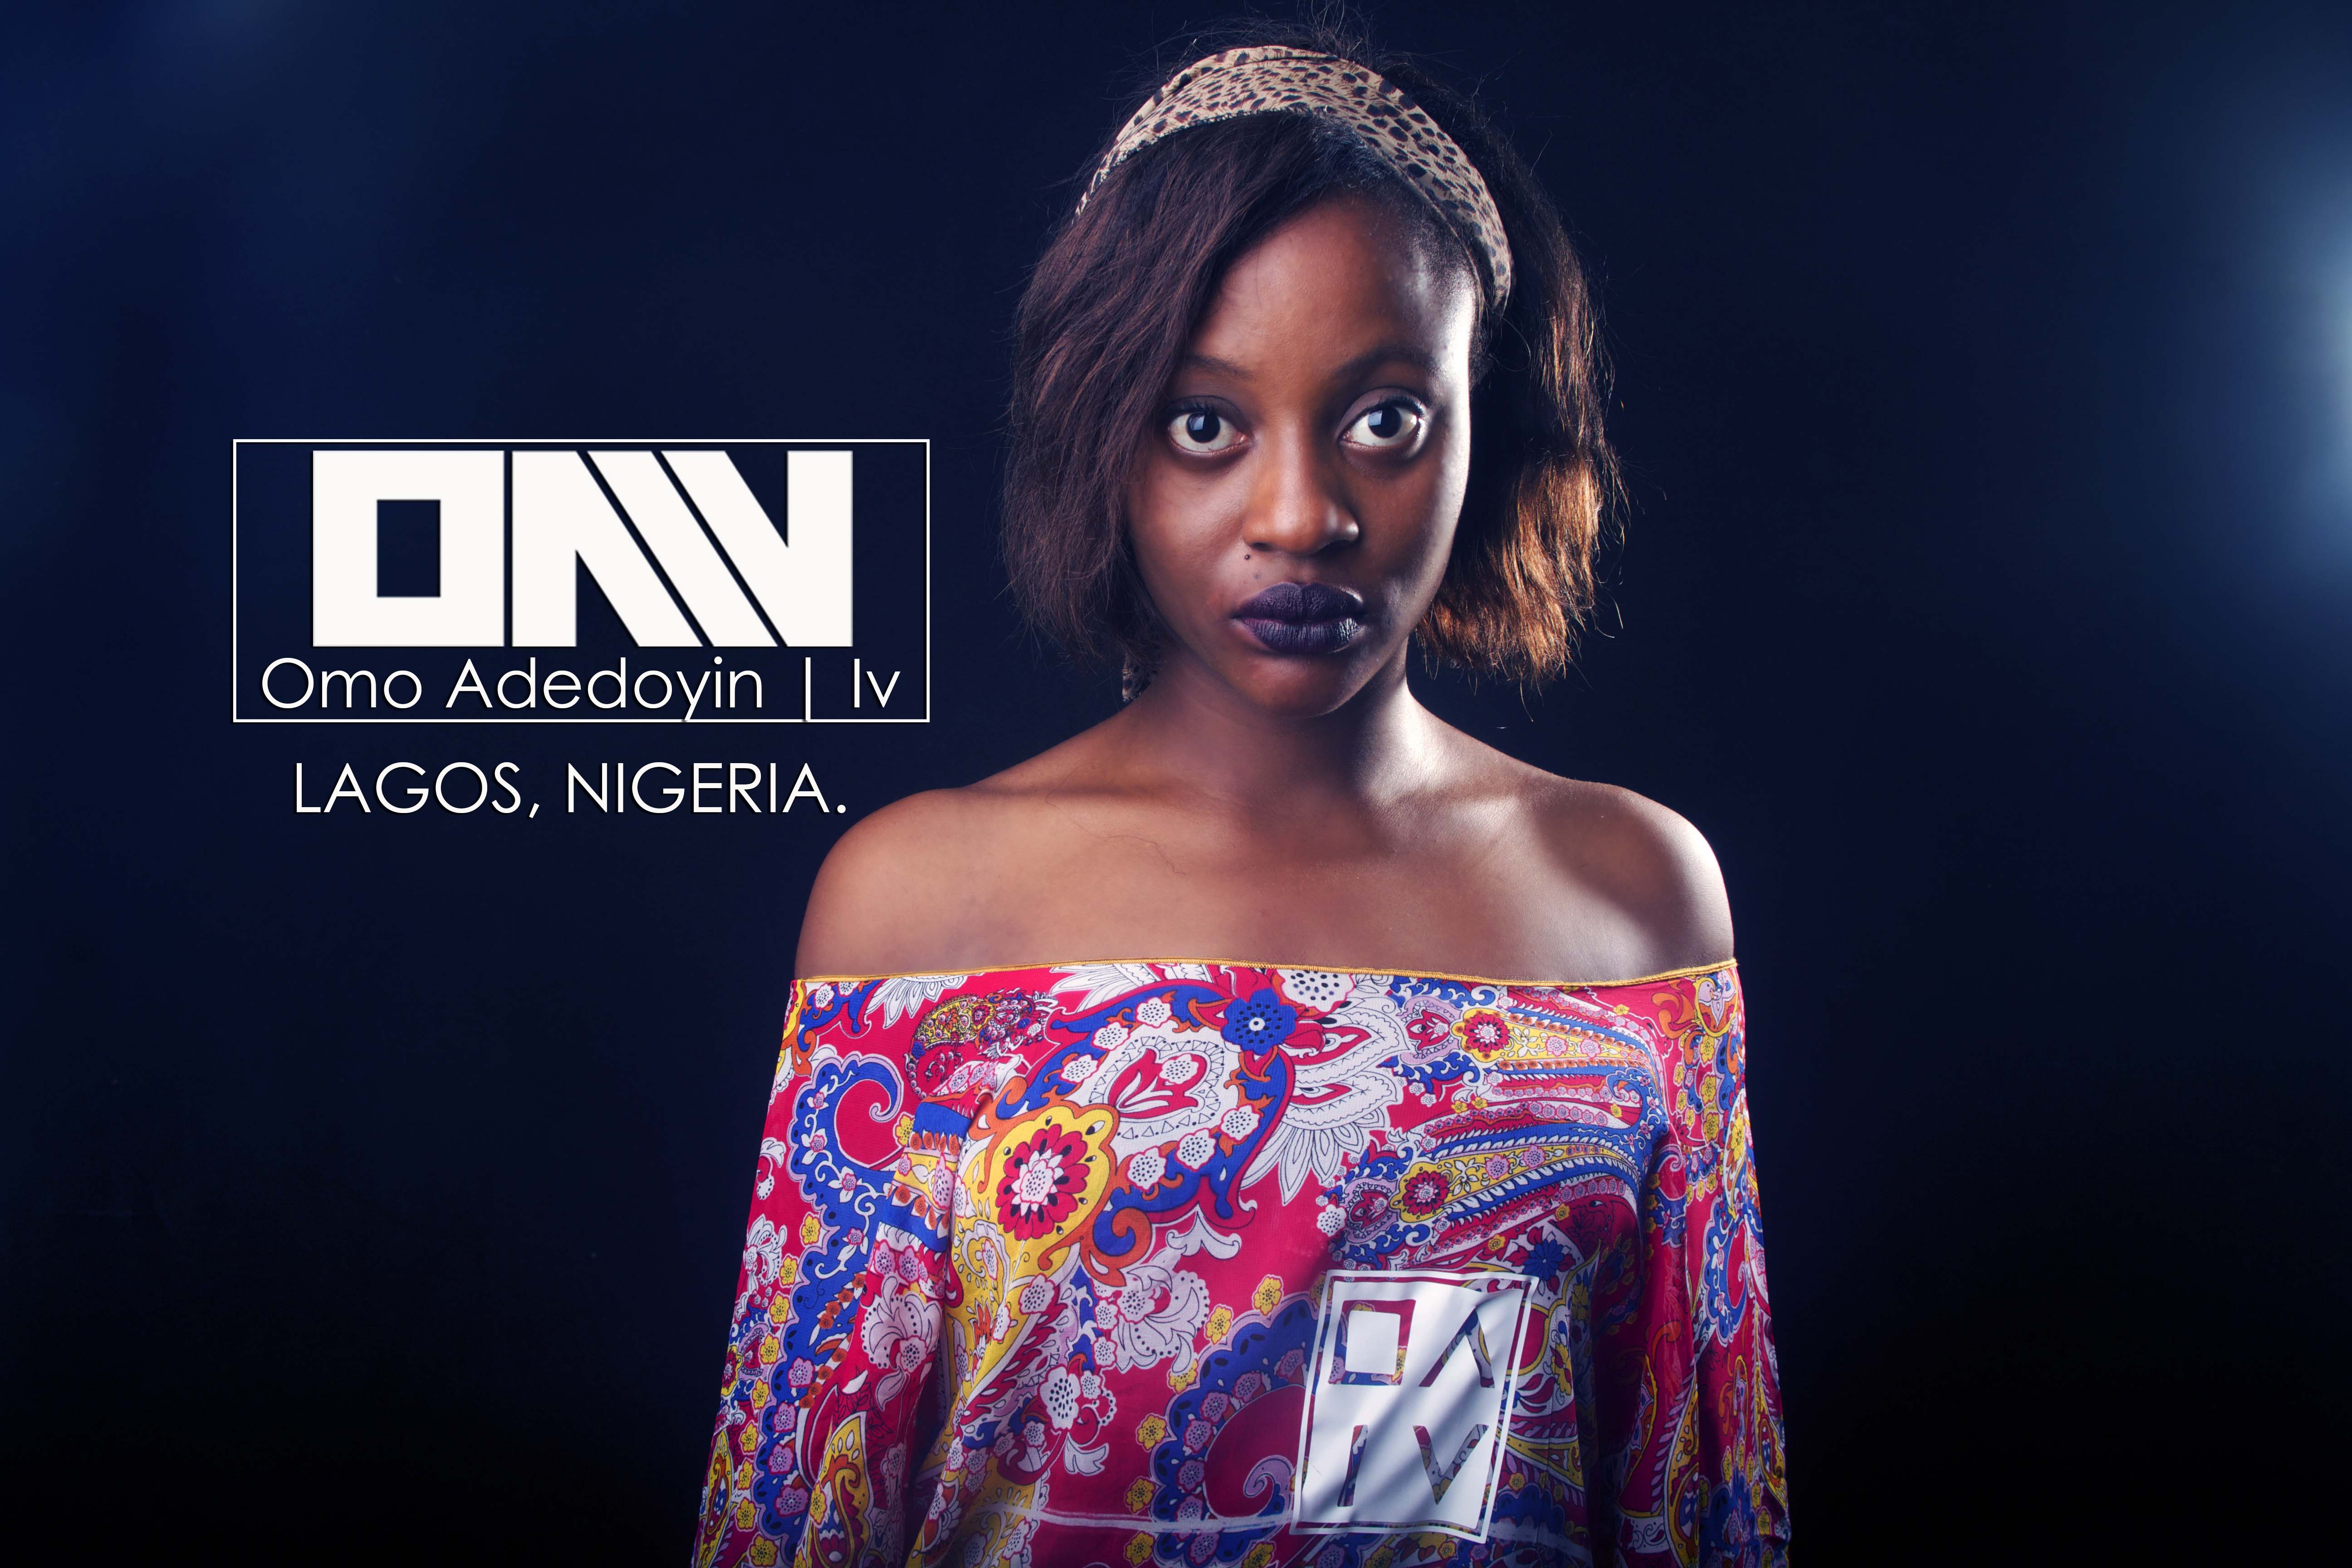 OAIV
Omo Adedoyin | Iv
LAGOS, NIGERIA.
OA
IV